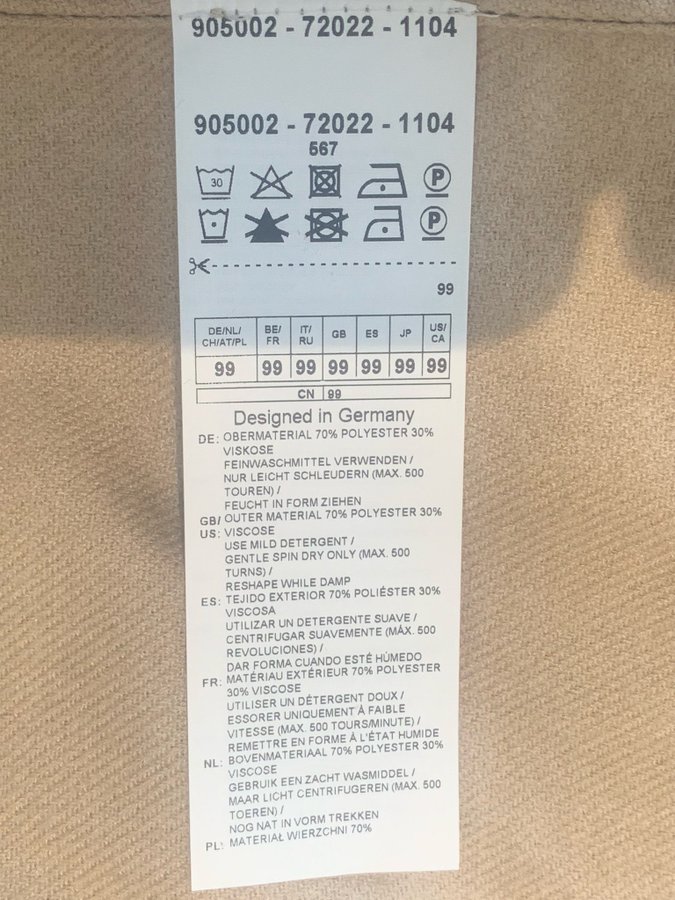 905002 - 72022 - 1104
905002 - 72022 - 1104
567
30 P
P
99
DE/NL/CH/AT/PL BE/FR IT/RU GB ES JP US/CA
99 99 99 99 99 99 99
CN 99
Designed in Germany
DE: OBERMATERIAL 70% POLYESTER 30%
VISKOSE
FEINWASCHMITTEL VERWENDEN /
NUR LEICHT SCHLEUDERN (MAX. 500
TOUREN) /
FEUCHT IN FORM ZIEHEN
GB/ OUTER MATERIAL 70% POLYESTER 30%
US: VISCOSE
USE MILD DETERGENT /
GENTLE SPIN DRY ONLY (MAX. 500
TURNS) /
RESHAPE WHILE DAMP
ES: TEJIDO EXTERIOR 70% POLIÉSTER 30%
VISCOSA
UTILIZAR UN DETERGENTE SUAVE /
CENTRIFUGAR SUAVEMENTE (MÁX. 500
REVOLUCIONES) /
DAR FORMA CUANDO ESTÉ HÚMEDO
FR: MATÉRIAU EXTÉRIEUR 70% POLYESTER
30% VISCOSE
UTILISER UN DÉTERGENT DOUX /
ESSORER UNIQUEMENT À FAIBLE
VITESSE (MAX. 500 TOURS/MINUTE) /
REMETTRE EN FORME À L'ÉTAT HUMIDE
NL: BOVENMATERIAAL 70% POLYESTER 30%
VISCOSE
GEBRUIK EEN ZACHT WASMIDDEL /
MAAR LICHT CENTRIFUGEREN (MAX. 500
TOEREN) /
NOG NAT IN VORM TREKKEN
PL: MATERIAŁ WIERZCHNI 70%